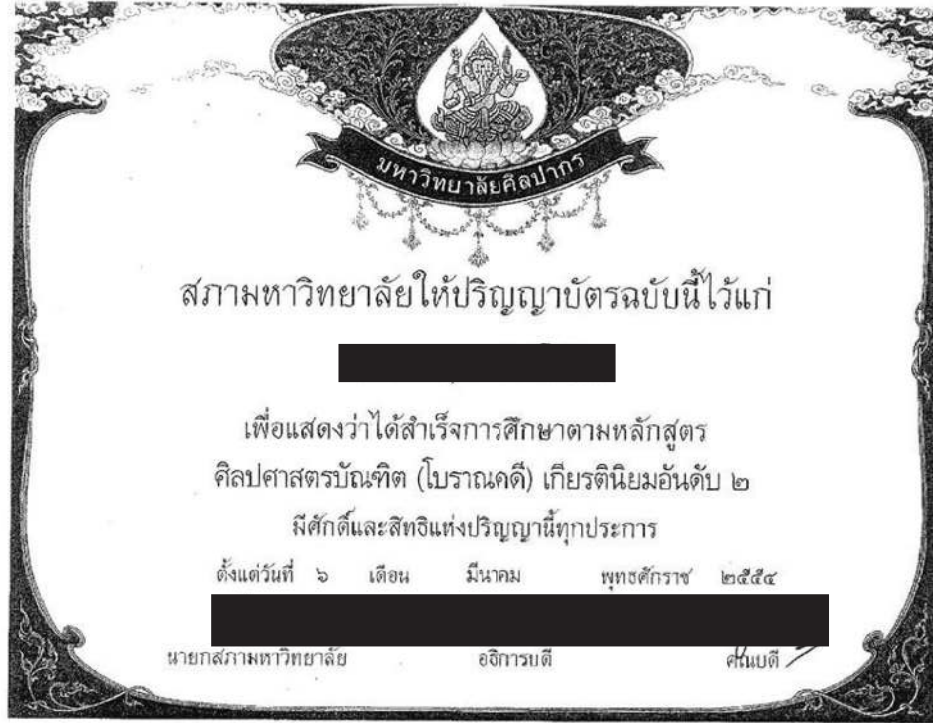 มหาวิทยาลัยศิลปากร
สภามหาวิทยาลัยให้ปริญญาบัตรฉบับนี้ไว้แก่
เพื่อแสดงว่าได้สำเร็จการศึกษาตามหลักสูตร
ศิลปศาสตรบัณฑิต (โบราณคดี) เกียรตินิยมอันดับ ๒
มีศักดิ์และสิทธิแห่งปริญญานี้ทุกประการ
ตั้งแต่วันที่ ๖ เดือน มีนาคม พุทธศักราช ๒๕๕๔
นายกสภามหาวิทยาลัย อธิการบดี คณบดี